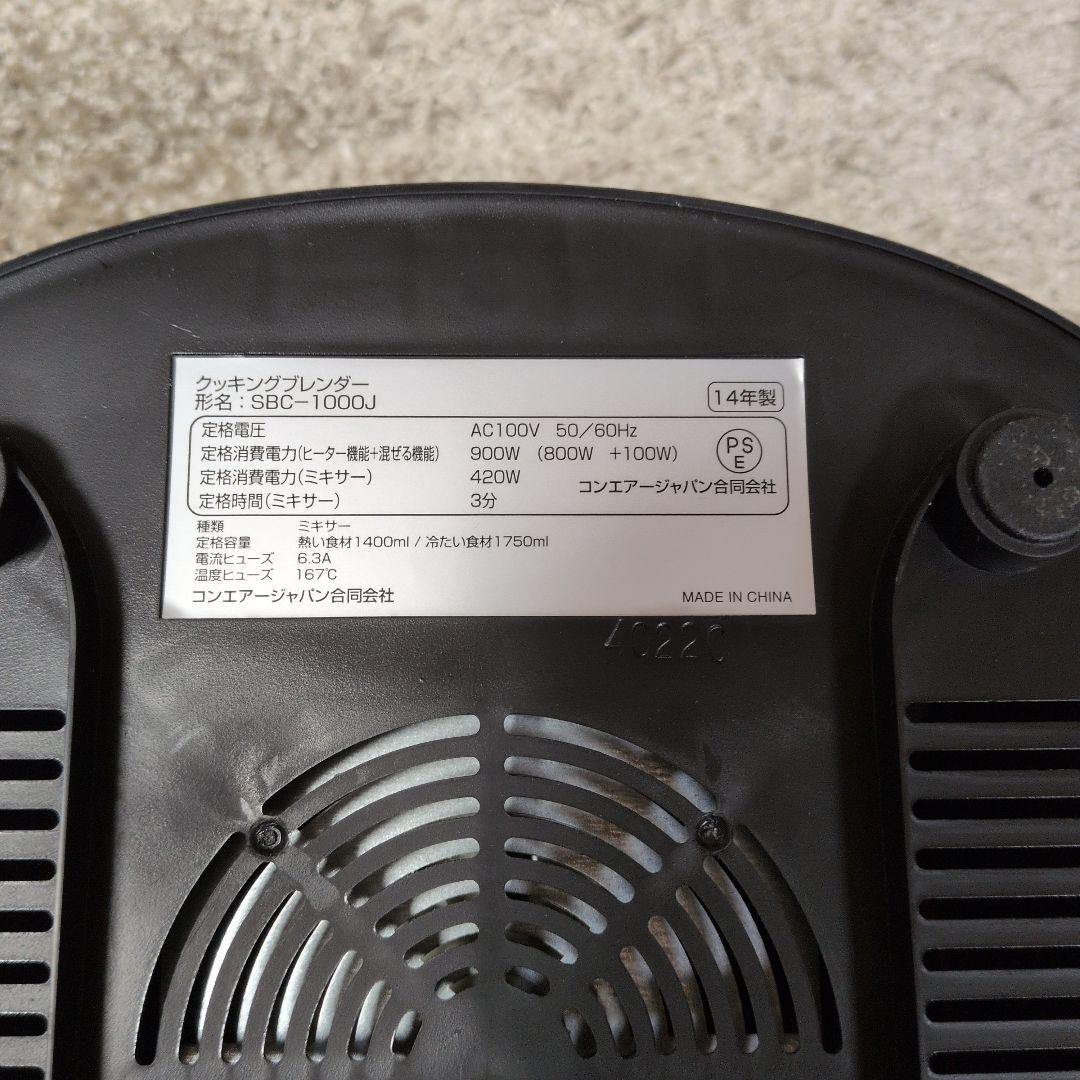 クッキングブレンダー
形名：SBC-1000J
14年製
定格電圧 AC100V 50／60Hz
定格消費電力(ヒーター機能+混ぜる機能) 900W (800W +100W)
定格消費電力(ミキサー) 420W
定格時間(ミキサー) 3分
PS
E
コンエアージャパン合同会社
種類 ミキサー
定格容量 熱い食材1400ml / 冷たい食材1750ml
電流ヒューズ 6.3A
温度ヒューズ 167℃
コンエアージャパン合同会社 MADE IN CHINA
4022C